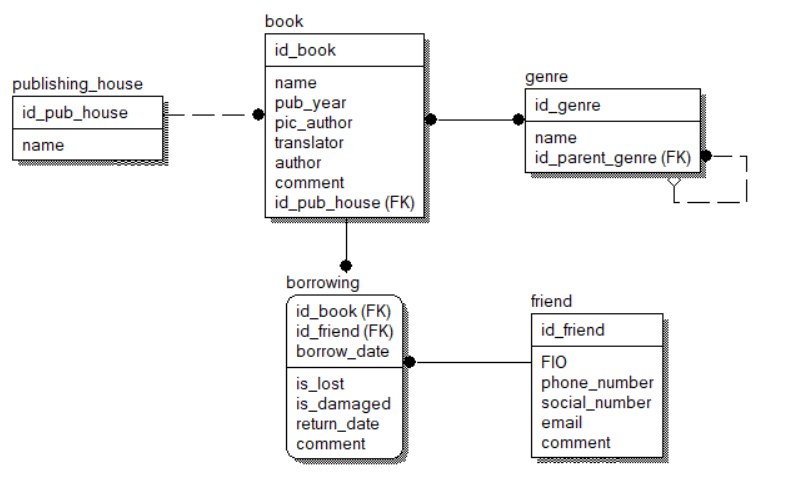 book
id_book
name
pub_year
pic_author
translator
author
comment
id_pub_house (FK)
publishing_house
id_pub_house
name
genre
id_genre
name
id_parent_genre (FK)
borrowing
id_book (FK)
id_friend (FK)
borrow_date
is_lost
is_damaged
return_date
comment
friend
id_friend
FIO
phone_number
social_number
email
comment